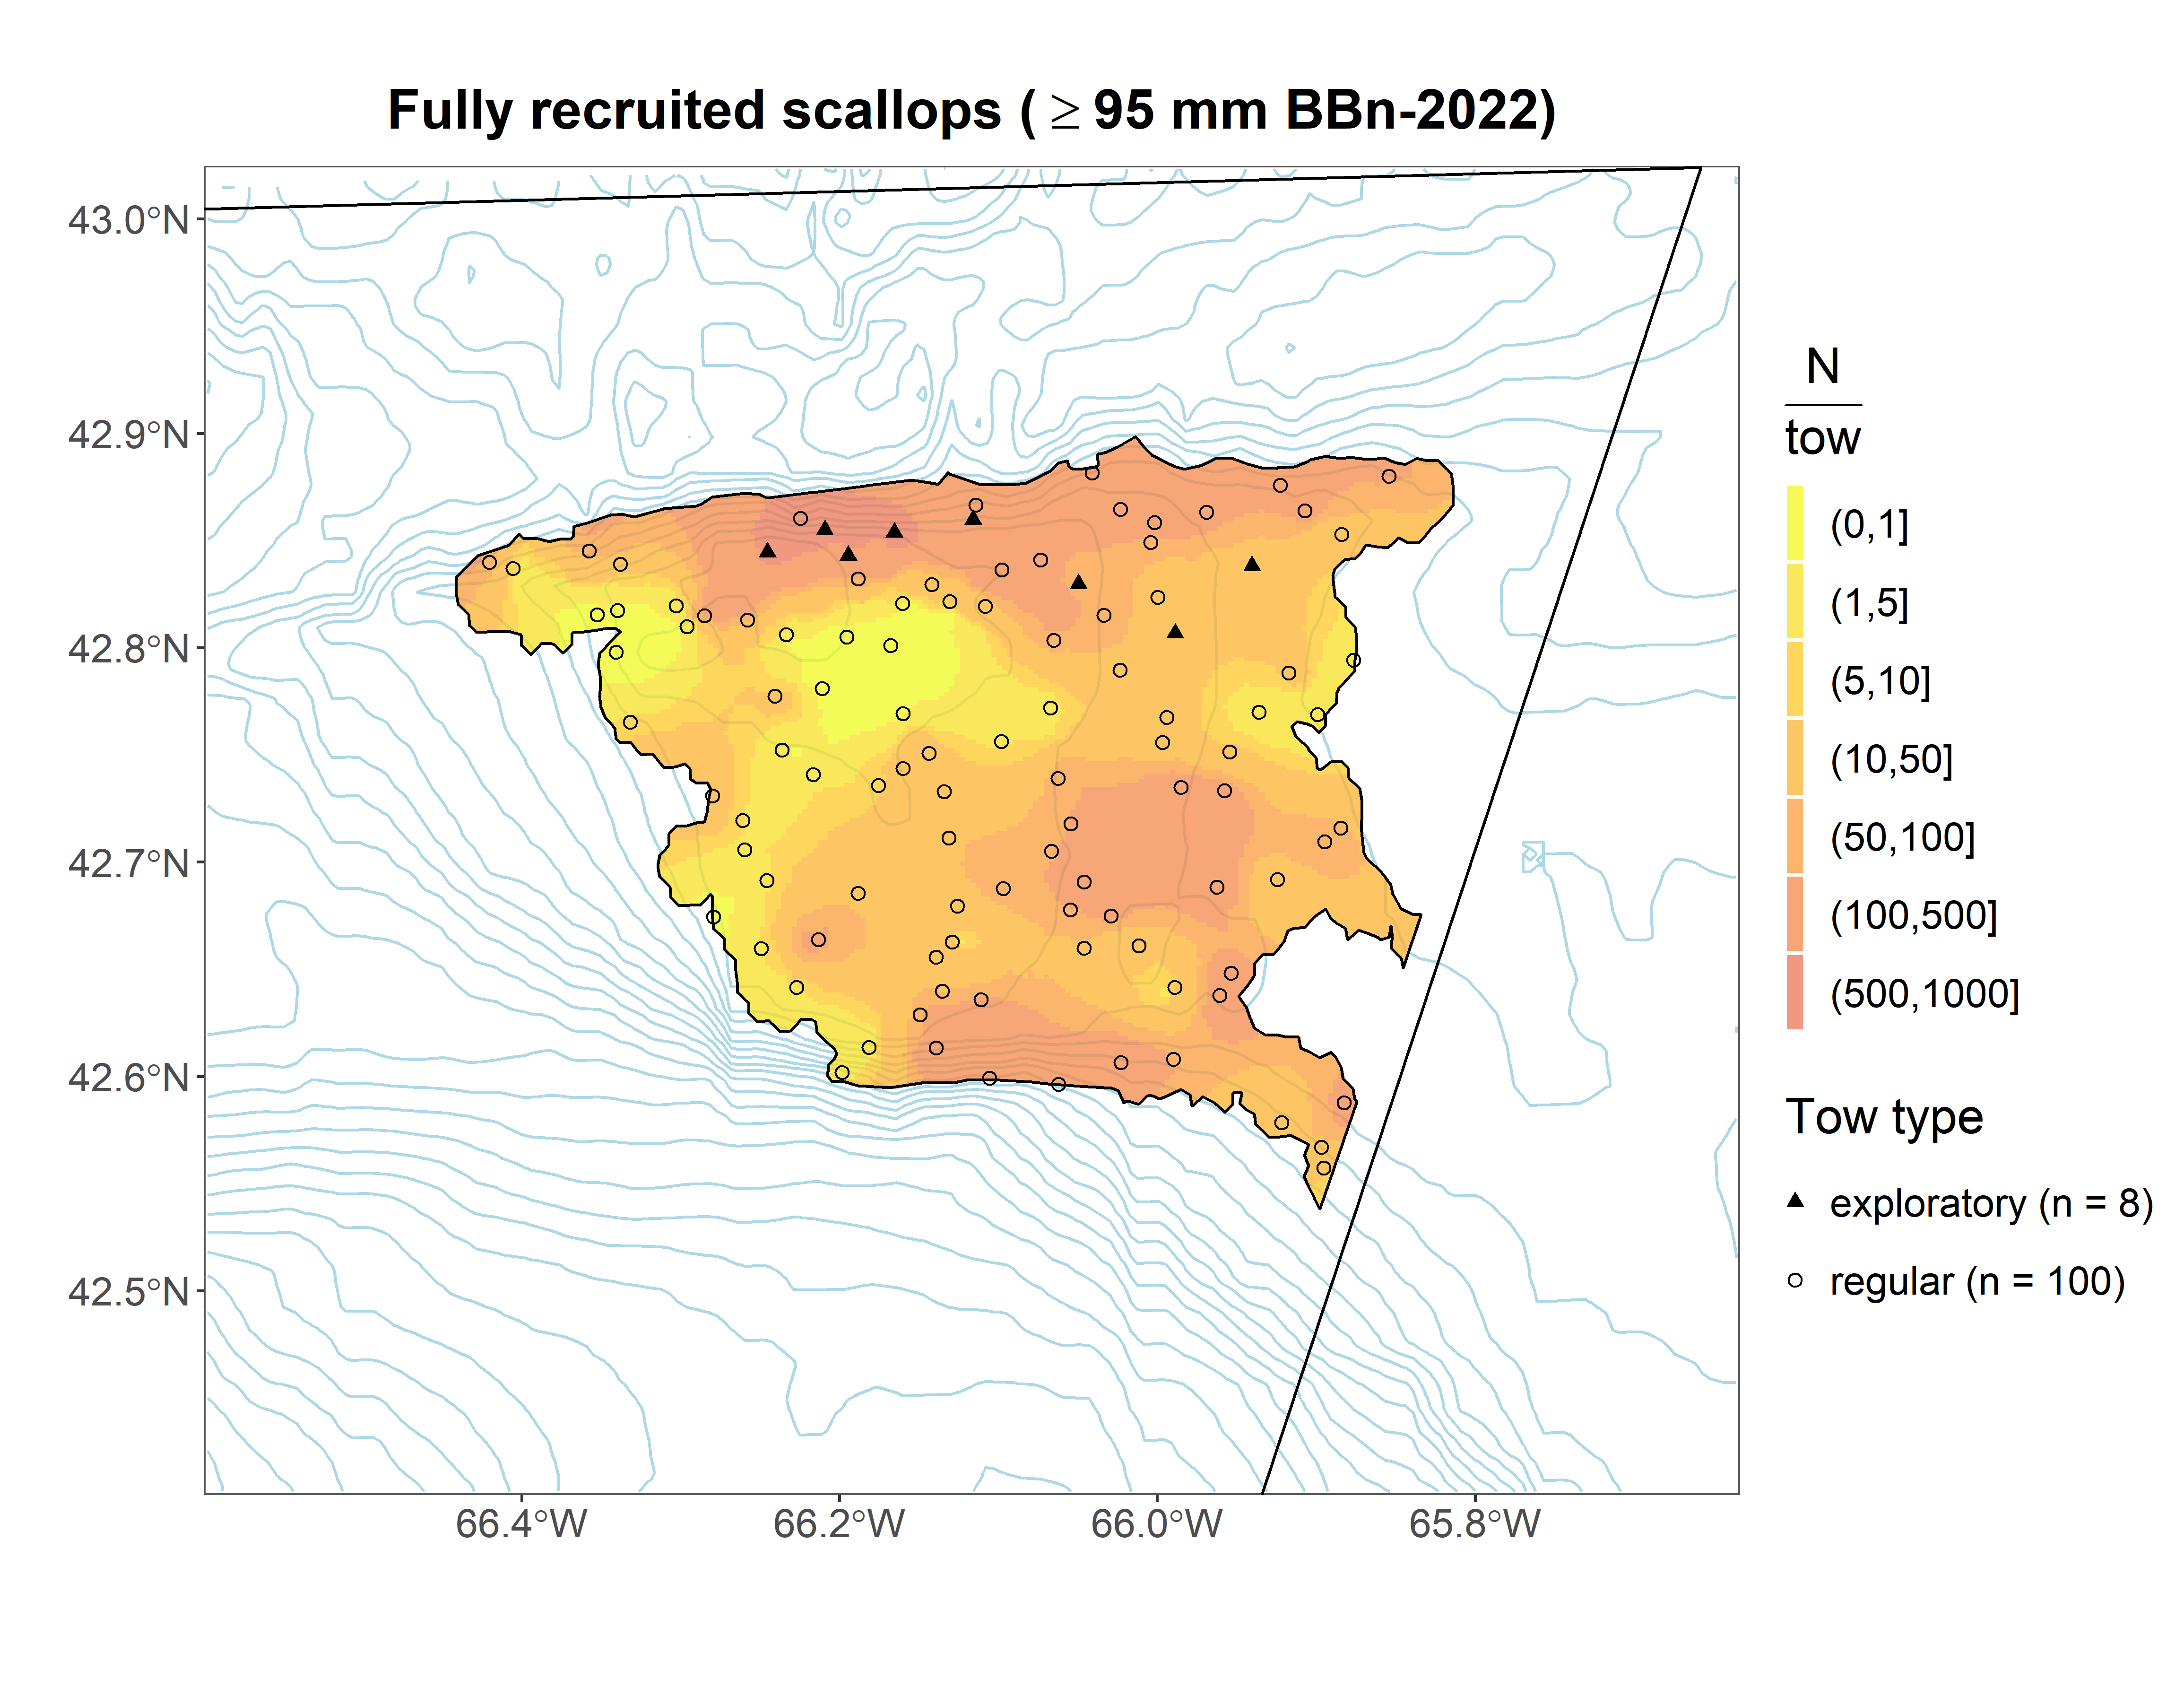 Fully recruited scallops ( ≥ 95 mm BBn-2022)
43.0°N
42.9°N
42.8°N
42.7°N
42.6°N
42.5°N
66.4°W
66.2°W
66.0°W
65.8°W
N
tow
(0,1]
(1,5]
(5,10]
(10,50]
(50,100]
(100,500]
(500,1000]
Tow type
exploratory (n = 8)
regular (n = 100)